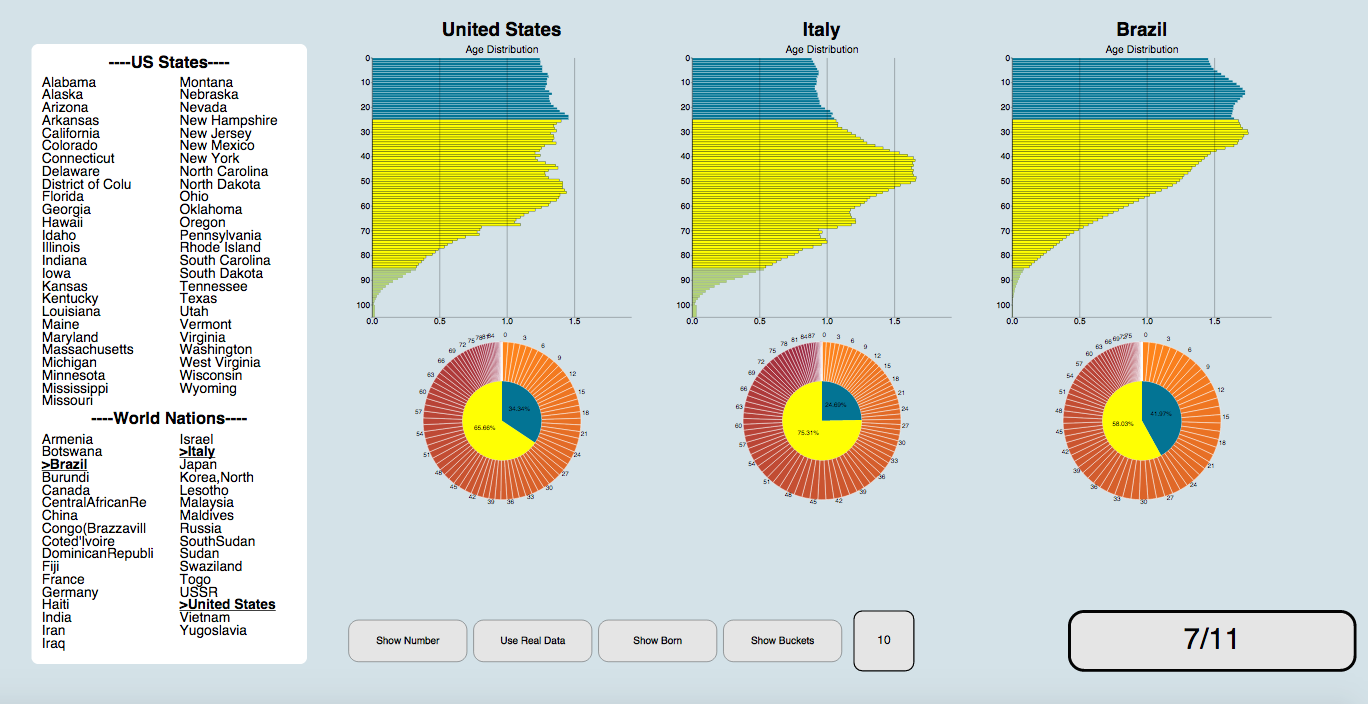 ----US States----
Alabama
Alaska
Arizona
Arkansas
California
Colorado
Connecticut
Delaware
District of Colu
Florida
Georgia
Hawaii
Idaho
Illinois
Indiana
Iowa
Kansas
Kentucky
Louisiana
Maine
Maryland
Massachusetts
Michigan
Minnesota
Mississippi
Missouri
Montana
Nebraska
Nevada
New Hampshire
New Jersey
New Mexico
New York
North Carolina
North Dakota
Ohio
Oklahoma
Oregon
Pennsylvania
Rhode Island
South Carolina
South Dakota
Tennessee
Texas
Utah
Vermont
Virginia
Washington
West Virginia
Wisconsin
Wyoming
----World Nations----
Armenia
Botswana
>Brazil
Burundi
Canada
CentralAfricanRe
China
Congo(Brazzavill
Coted'Ivoire
DominicanRepubli
Fiji
France
Germany
Haiti
India
Iran
Iraq
Israel
>Italy
Japan
Korea,North
Lesotho
Malaysia
Maldives
Russia
SouthSudan
Sudan
Swaziland
Togo
USSR
>United States
Vietnam
Yugoslavia
United States
Age Distribution
0
10
20
30
40
50
60
70
80
90
100
0.0 0.5 1.0 1.5
0 3 6 9 12 15 18 21 24 27 30 33 36 39 42 45 48 51 54 57 60 63 66 69 72 75
34.34%
65.66%
Italy
Age Distribution
0
10
20
30
40
50
60
70
80
90
100
0.0 0.5 1.0 1.5
0 3 6 9 12 15 18 21 24 27 30 33 36 39 42 45 48 51 54 57 60 63 66 69 72 75 78 81 84 87
24.69%
75.31%
Brazil
Age Distribution
0
10
20
30
40
50
60
70
80
90
100
0.0 0.5 1.0 1.5
0 3 6 9 12 15 18 21 24 27 30 33 36 39 42 45 48 51 54 57 60 63 66 69 72 75
41.97%
58.03%
Show Number
Use Real Data
Show Born
Show Buckets
10
7/11